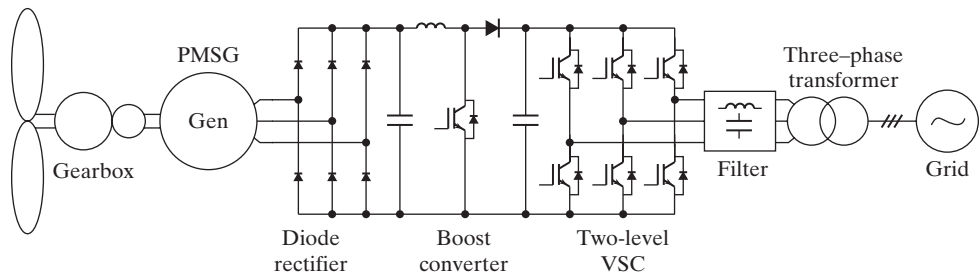 PMSG
Three–phase
transformer
Gen
Gearbox
Filter
Grid
Diode
rectifier
Boost
converter
Two-level
VSC